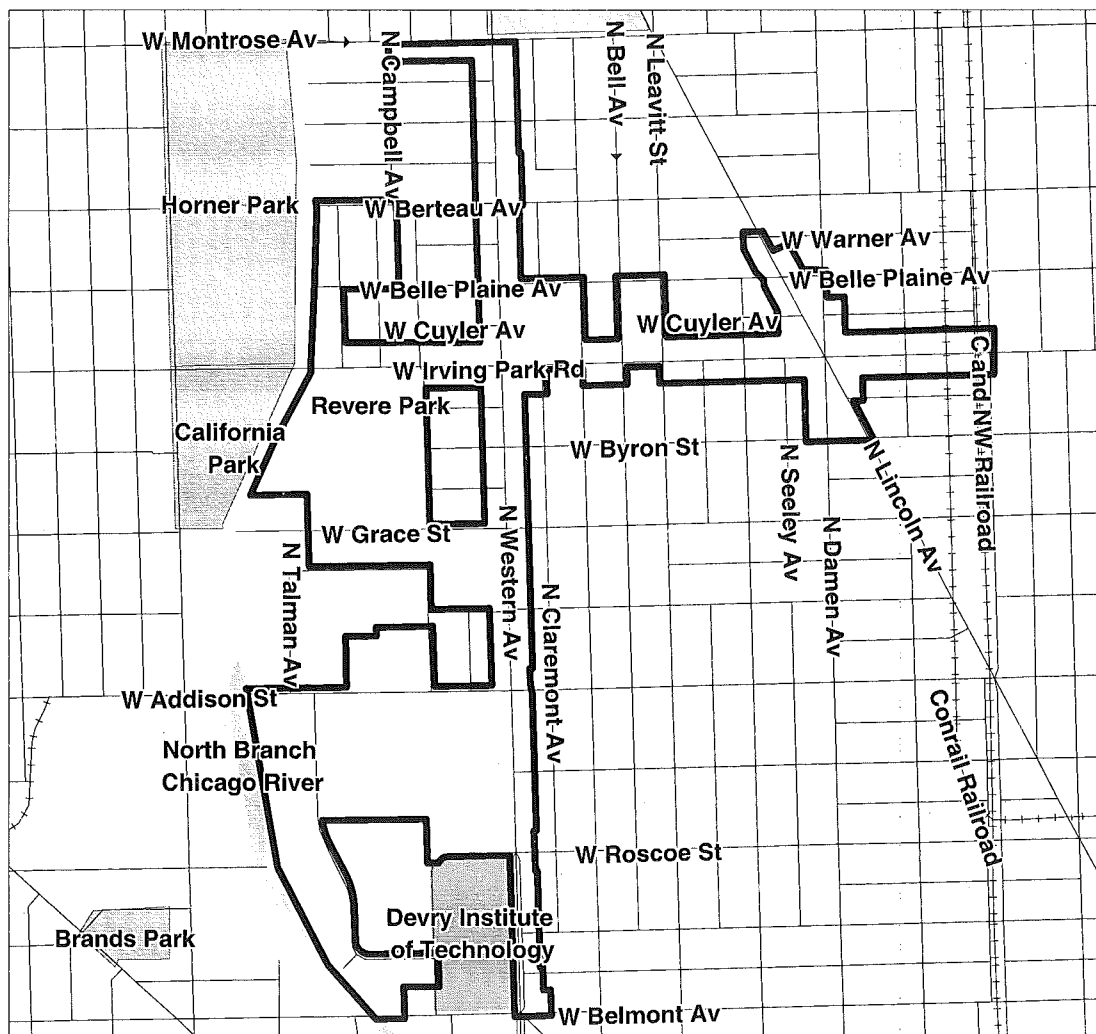 W Montrose Av
N Campbell Av
N Bell Av
N Leavitt St
Horner Park
W Berteau Av
W Warner Av
W Belle Plaine Av
W Belle Plaine Av
W Cuyler Av
W Cuyler Av
W Irving Park Rd
C and NW Railroad
Revere Park
California
Park
W Byron St
N Seeley Av
N Lincoln Av
N Western Av
W Grace St
N Damen Av
N Talman Av
N Claremont Av
W Addison St
North Branch
Chicago River
Conrail Railroad
W Roscoe St
Devry Institute
of Technology
Brands Park
W Belmont Av